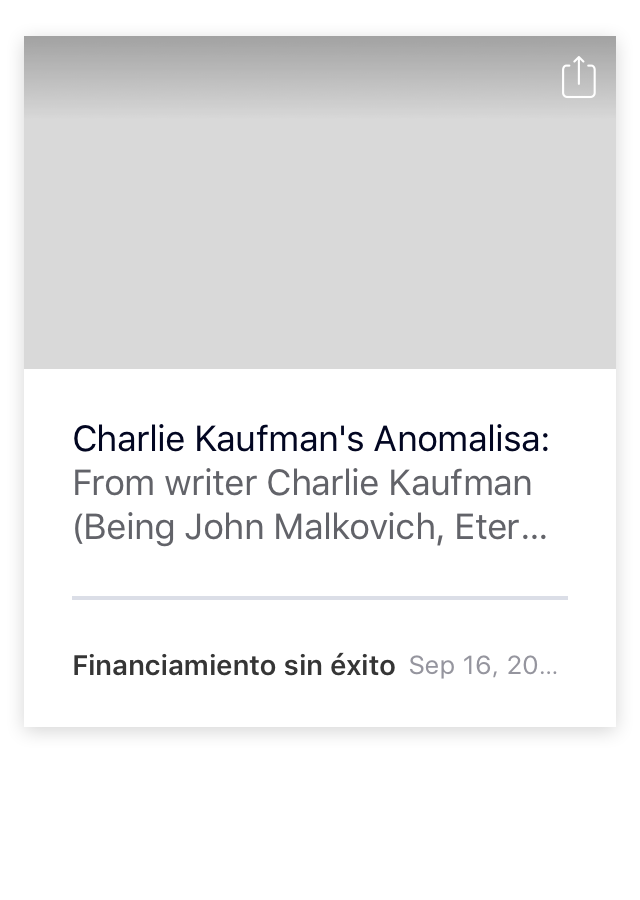 Charlie Kaufman's Anomalisa:
From writer Charlie Kaufman
(Being John Malkovich, Eter...
Financiamiento sin éxito Sep 16, 20...